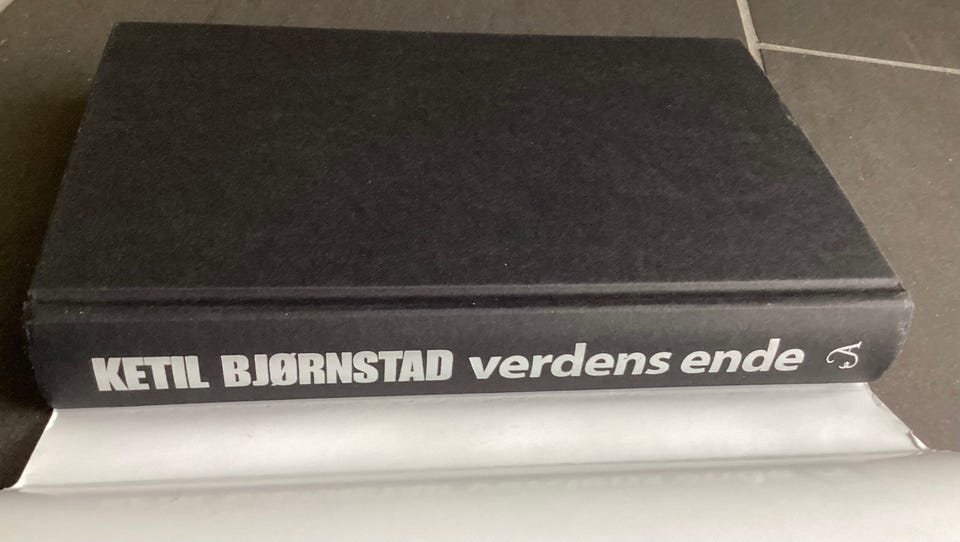 KETIL BJØRNSTAD verdens ende A